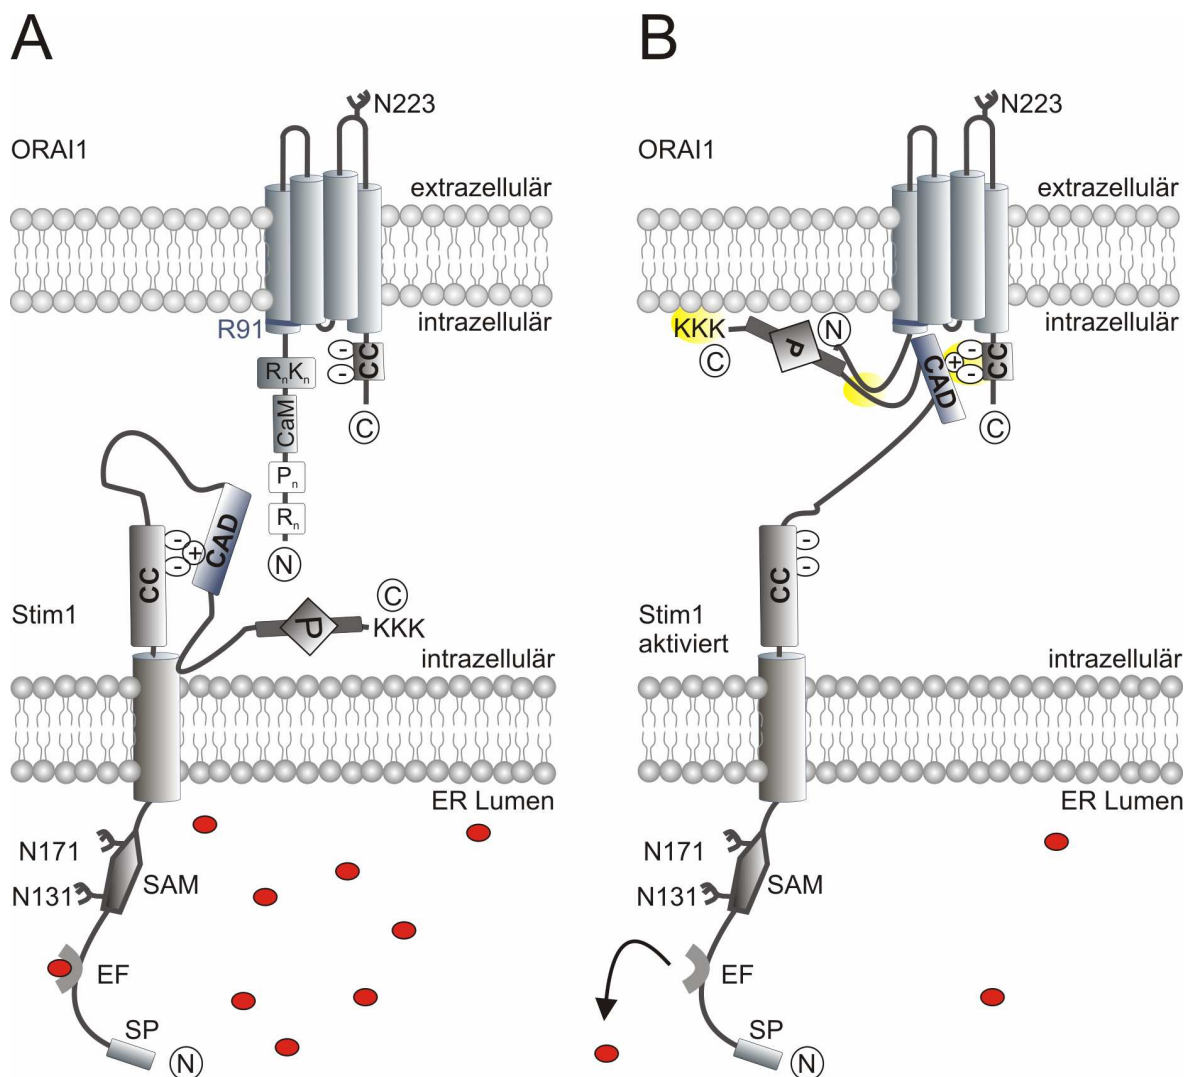 A
N223
ORAI1
extrazellulär
intrazellulär
R91
RnKn
- -
CC
CaM
C
Pn
Rn
N
CC
- -
+
CAD
Stim1
P
C
KKK
intrazellulär
ER Lumen
N171
N131
SAM
EF
SP
N
B
N223
ORAI1
extrazellulär
intrazellulär
KKK
C
P
N
CAD
+
- -
CC
C
CC
- -
Stim1
aktiviert
intrazellulär
ER Lumen
N171
N131
SAM
EF
SP
N